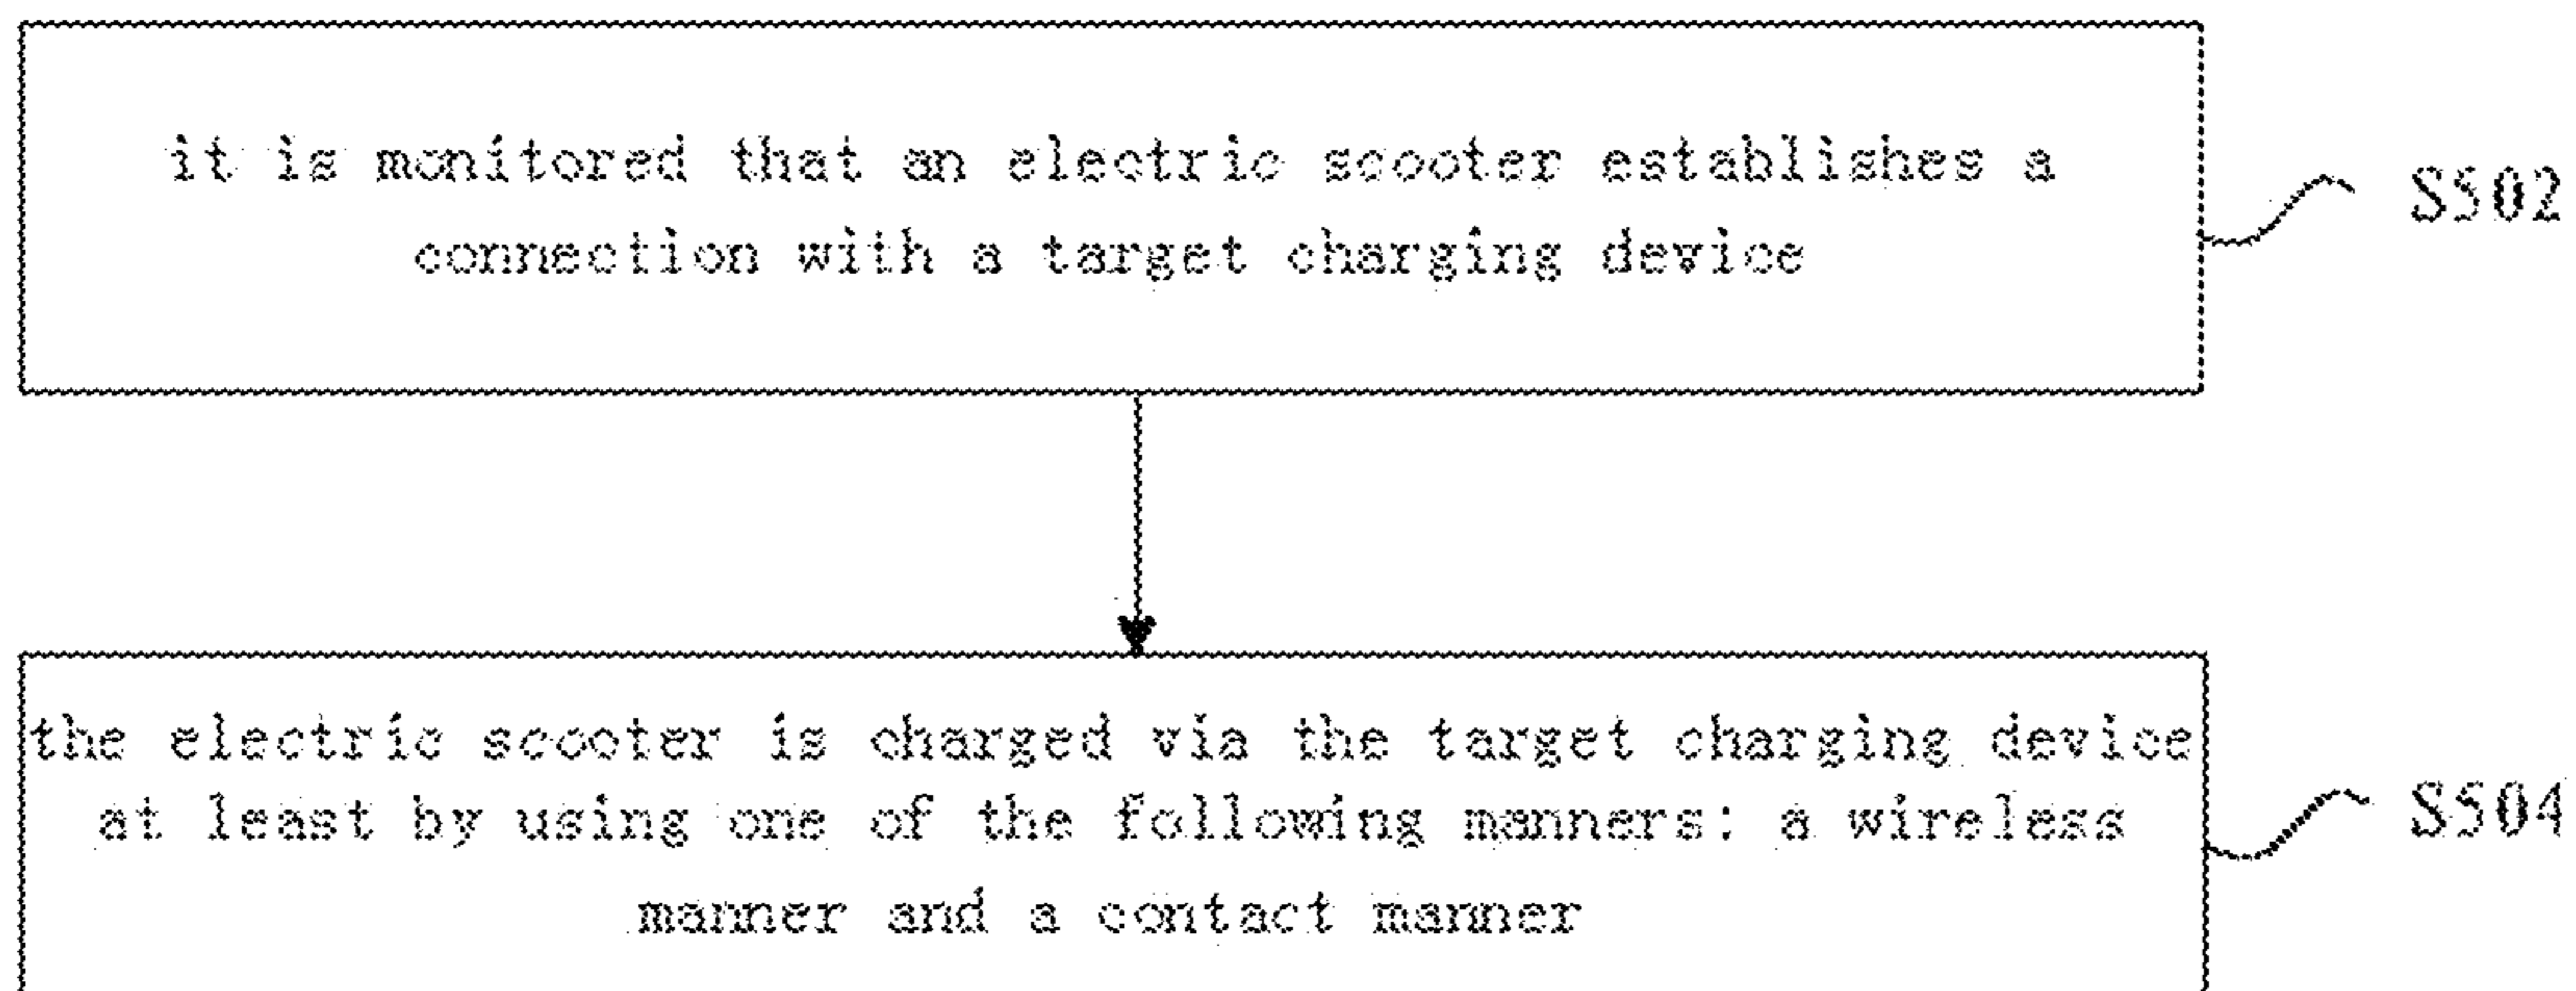 it is monitored that an electric scooter establishes a
connection with a target charging device
S502
the electric scooter is charged via the target charging device
at least by using one of the following manners: a wireless
manner and a contact manner
S504